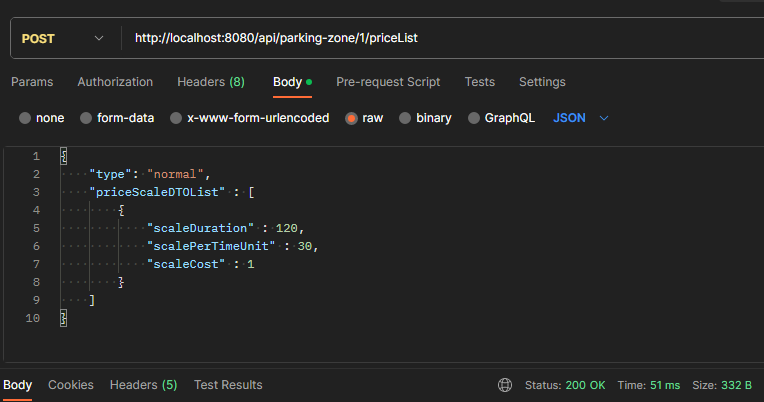 POST http://localhost:8080/api/parking-zone/1/priceList
Params Authorization Headers (8) Body Pre-request Script Tests Settings
none form-data x-www-form-urlencoded raw binary GraphQL JSON
1 {
2 "type": "normal",
3 "priceScaleDTOList" : [
4 {
5 "scaleDuration" : 120,
6 "scalePerTimeUnit" : 30,
7 "scaleCost" : 1
8 }
9 ]
10 }
Body Cookies Headers (5) Test Results Status: 200 OK Time: 51 ms Size: 332 B